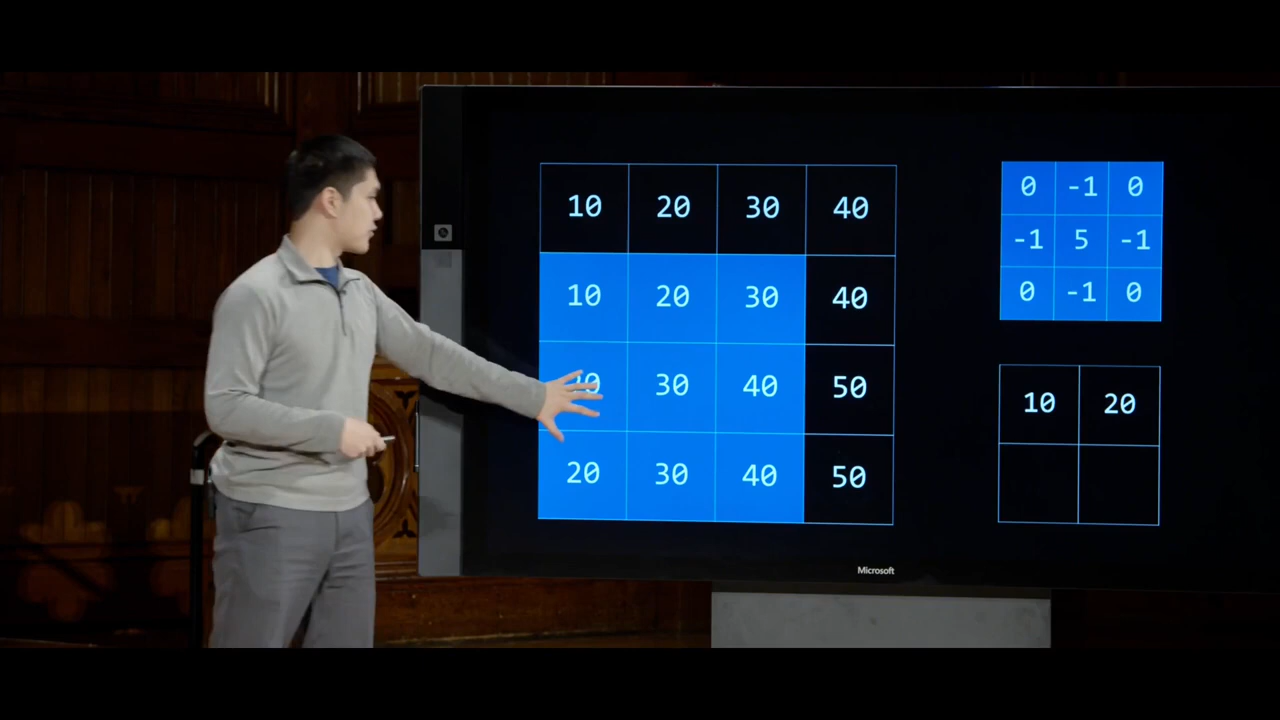 10 20 30 40
10 20 30 40
30 40 50
20 30 40 50
0 -1 0
-1 5 -1
0 -1 0
10 20
Microsoft